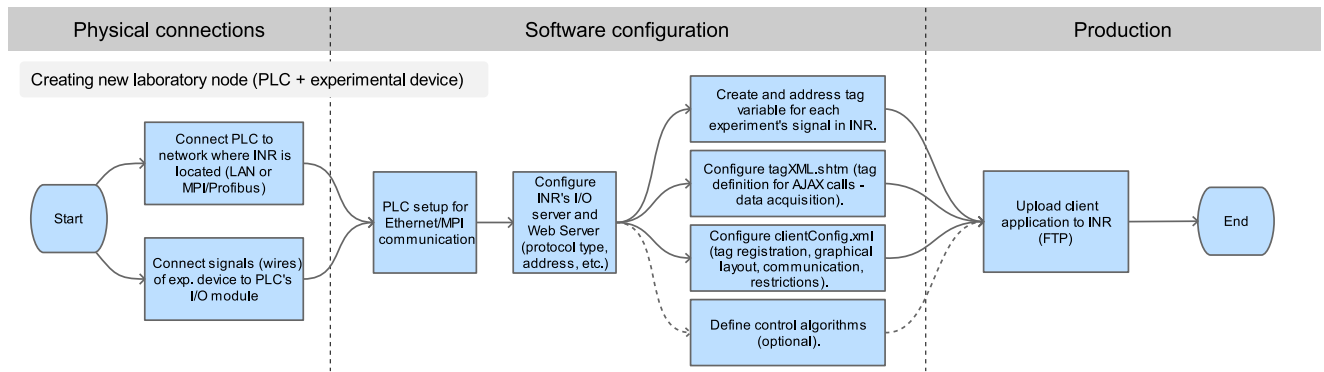 Physical connections
Software configuration
Production
Creating new laboratory node (PLC + experimental device)
Start
Connect PLC to
network where INR is
located (LAN or
MPI/Profibus)
Connect signals (wires)
of exp. device to PLC's
I/O module
PLC setup for
Ethernet/MPI
communication
Configure
INR's I/O
server and
Web Server
(protocol type,
address, etc.)
Create and address tag
variable for each
experiment's signal in INR.
Configure tagXML.shtm (tag
definition for AJAX calls -
data acquisition).
Configure clientConfig.xml
(tag registration, graphical
layout, communication,
restrictions).
Define control algorithms
(optional).
Upload client
application to INR
(FTP)
End